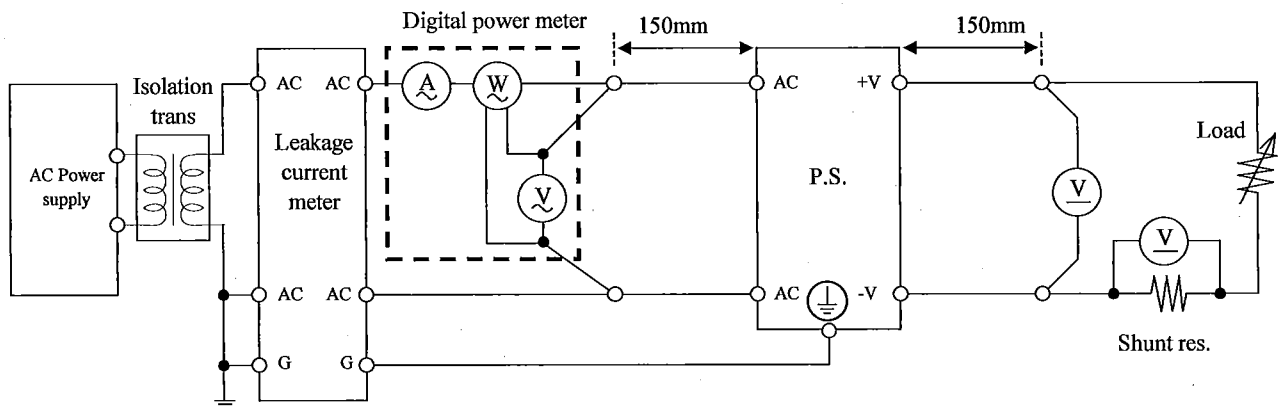 Digital power meter
150mm
150mm
Isolation
trans
AC
AC
A
W
AC
+V
Leakage
current
meter
Load
AC Power
supply
P.S.
V
V
V
AC
AC
AC
-V
G
G
Shunt res.